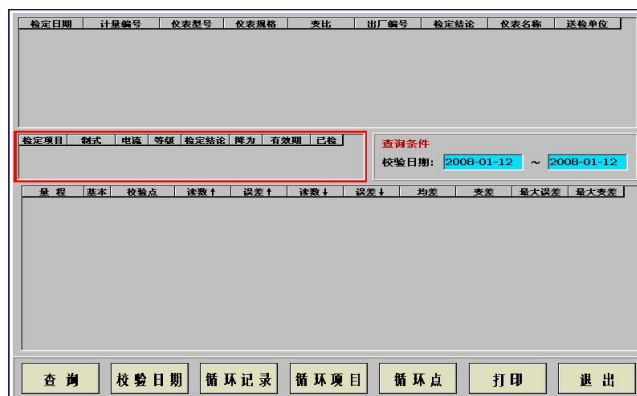 检定日期 计量编号 仪表型号 仪表规格 变比 出厂编号 检定结论 仪表名称 送检单位
检定项目 制式 电流 等级 检定结论 降为 有效期 已检
查询条件
校验日期: 2008-01-12 ~ 2008-01-12
量 程 基本 校验点 读数↑ 误差↑ 读数↓ 误差↓ 均差 变差 最大误差 最大变差
查 询 校验日期 循环记录 循环项目 循环点 打印 退 出